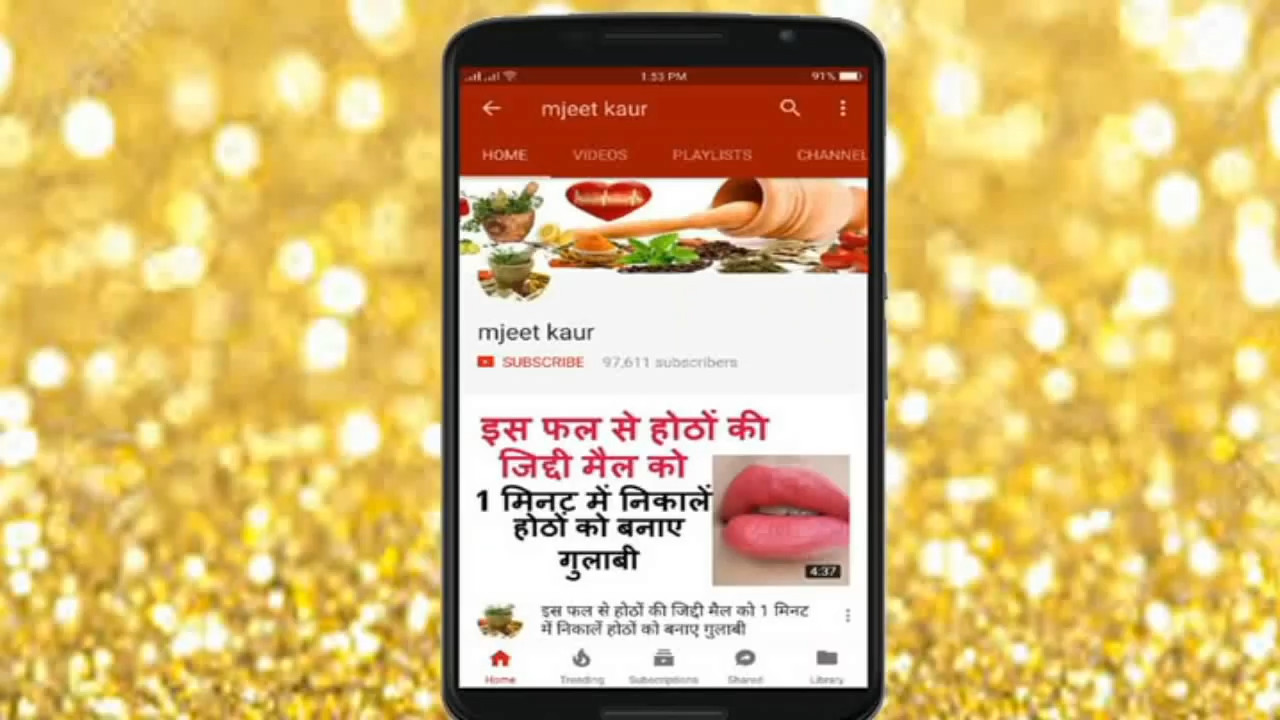 1:53 PM
91%
mjeet kaur
HOME VIDEOS PLAYLISTS CHANNEL
mjeet kaur
SUBSCRIBE 97,611 subscribers
इस फल से होठों की
जिद्दी मैल को
1 मिनट में निकालें
होठों को बनाए
गुलाबी
4:37
इस फल से होठों की जिद्दी मैल को 1 मिनट
में निकालें होठों को बनाए गुलाबी
Home Trending Subscriptions Shared Library